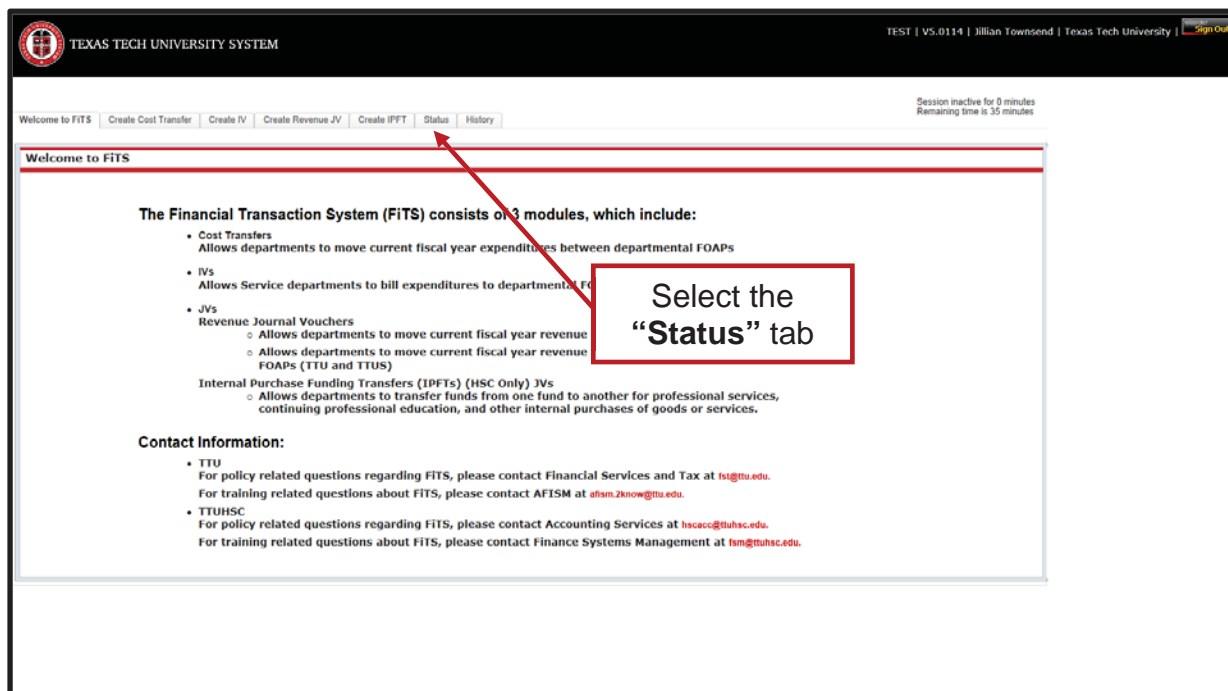 TEXAS TECH UNIVERSITY SYSTEM
TEST | V5.0114 | Jillian Townsend | Texas Tech University | Sign Out
Session inactive for 0 minutes
Remaining time is 35 minutes
Welcome to FiTS Create Cost Transfer Create IV Create Revenue JV Create IPFT Status History
Welcome to FiTS
The Financial Transaction System (FiTS) consists of 3 modules, which include:
• Cost Transfers
Allows departments to move current fiscal year expenditures between departmental FOAPs
• IVs
Allows Service departments to bill expenditures to departmental
• JVs
Revenue Journal Vouchers
○ Allows departments to move current fiscal year revenue
○ Allows departments to move current fiscal year revenue
FOAPs (TTU and TTUS)
Internal Purchase Funding Transfers (IPFTs) (HSC Only) JVs
○ Allows departments to transfer funds from one fund to another for professional services,
continuing professional education, and other internal purchases of goods or services.
Select the
“Status” tab
Contact Information:
• TTU
For policy related questions regarding FiTS, please contact Financial Services and Tax at fst@ttu.edu.
For training related questions about FiTS, please contact AFISM at afism.2know@ttu.edu.
• TTUHSC
For policy related questions regarding FiTS, please contact Accounting Services at hscacc@ttuhsc.edu.
For training related questions about FiTS, please contact Finance Systems Management at fsm@ttuhsc.edu.